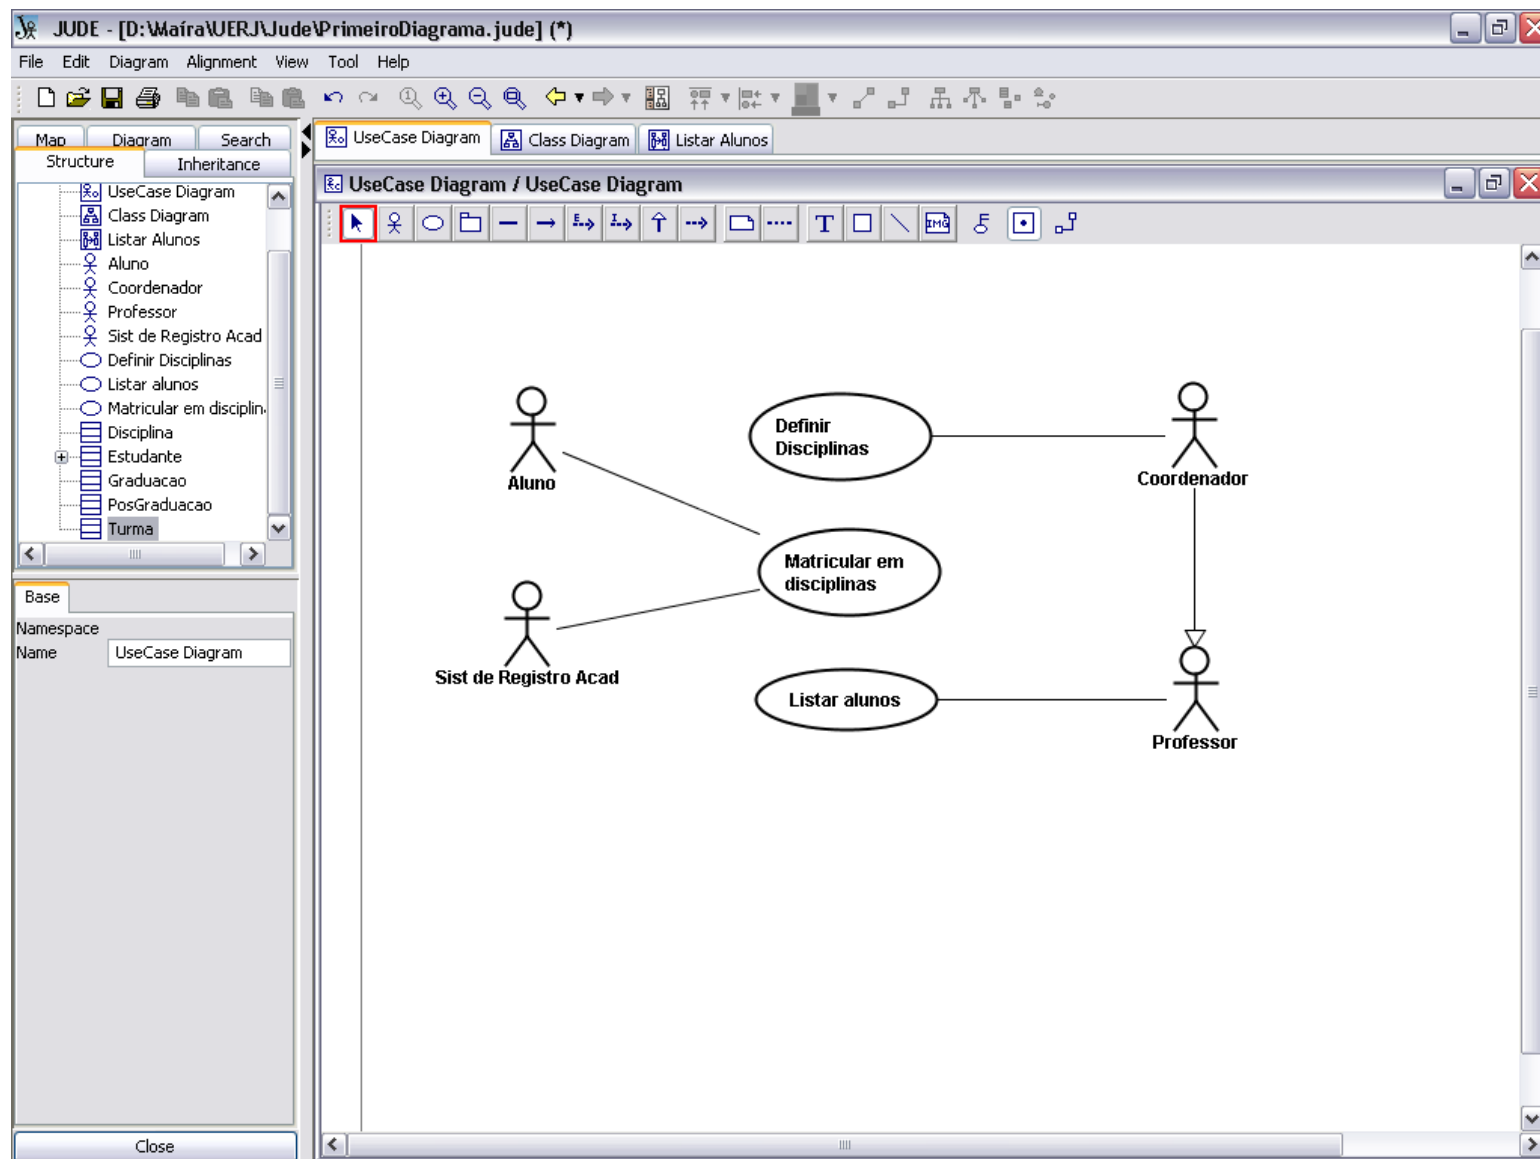 JUDE - [D:\Maíra\UERJ\Jude\PrimeiroDiagrama.jude] (*)
File Edit Diagram Alignment View Tool Help
Map Diagram Search
Structure Inheritance
UseCase Diagram
Class Diagram
Listar Alunos
Aluno
Coordenador
Professor
Sist de Registro Acad
Definir Disciplinas
Listar alunos
Matricular em disciplin
Disciplina
Estudante
Graduacao
PosGraduacao
Turma
Base
Namespace
Name UseCase Diagram
Close
UseCase Diagram Class Diagram Listar Alunos
UseCase Diagram / UseCase Diagram
E
I
T
IMG
Aluno
Definir
Disciplinas
Coordenador
Matricular em
disciplinas
Sist de Registro Acad
Listar alunos
Professor